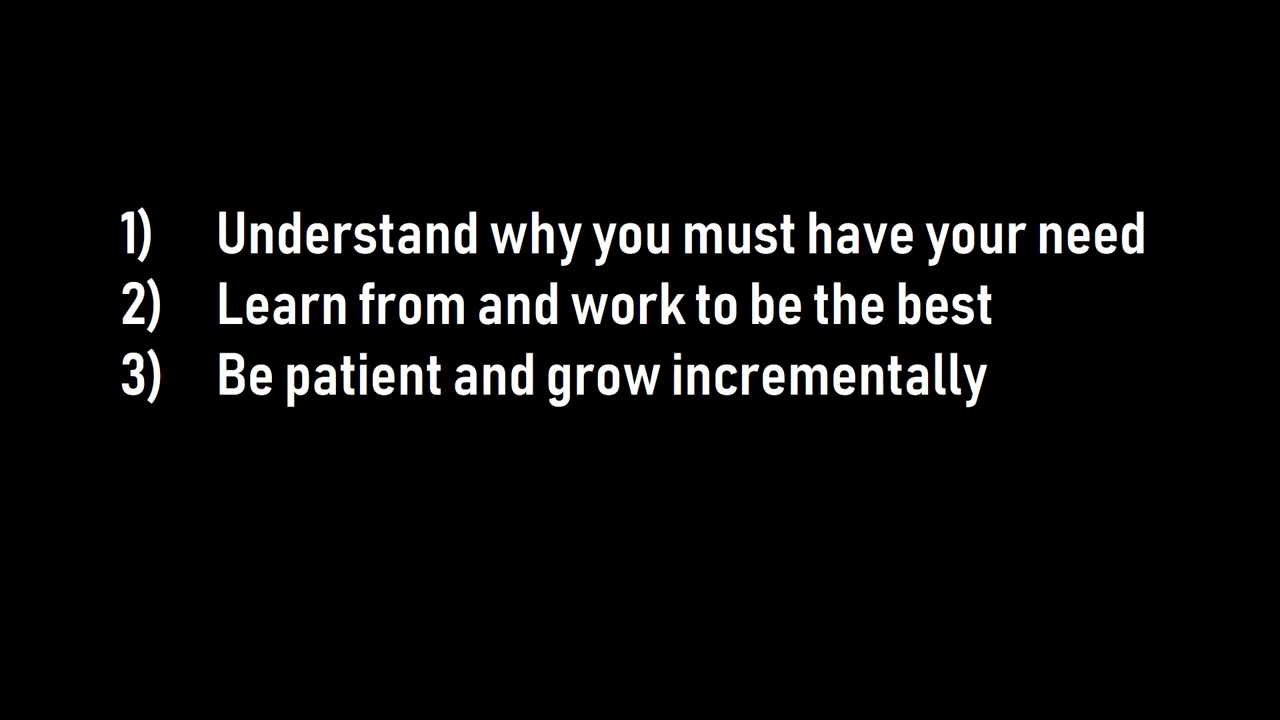 1) Understand why you must have your need
2) Learn from and work to be the best
3) Be patient and grow incrementally